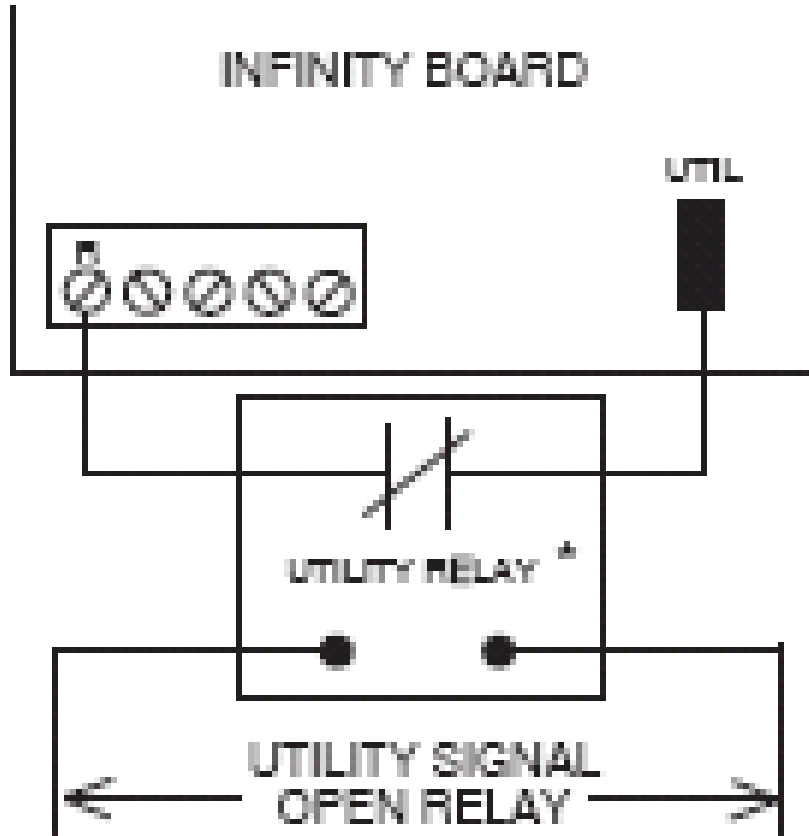 INFINITY BOARD
UTIL
R
UTILITY RELAY *
UTILITY SIGNAL
OPEN RELAY